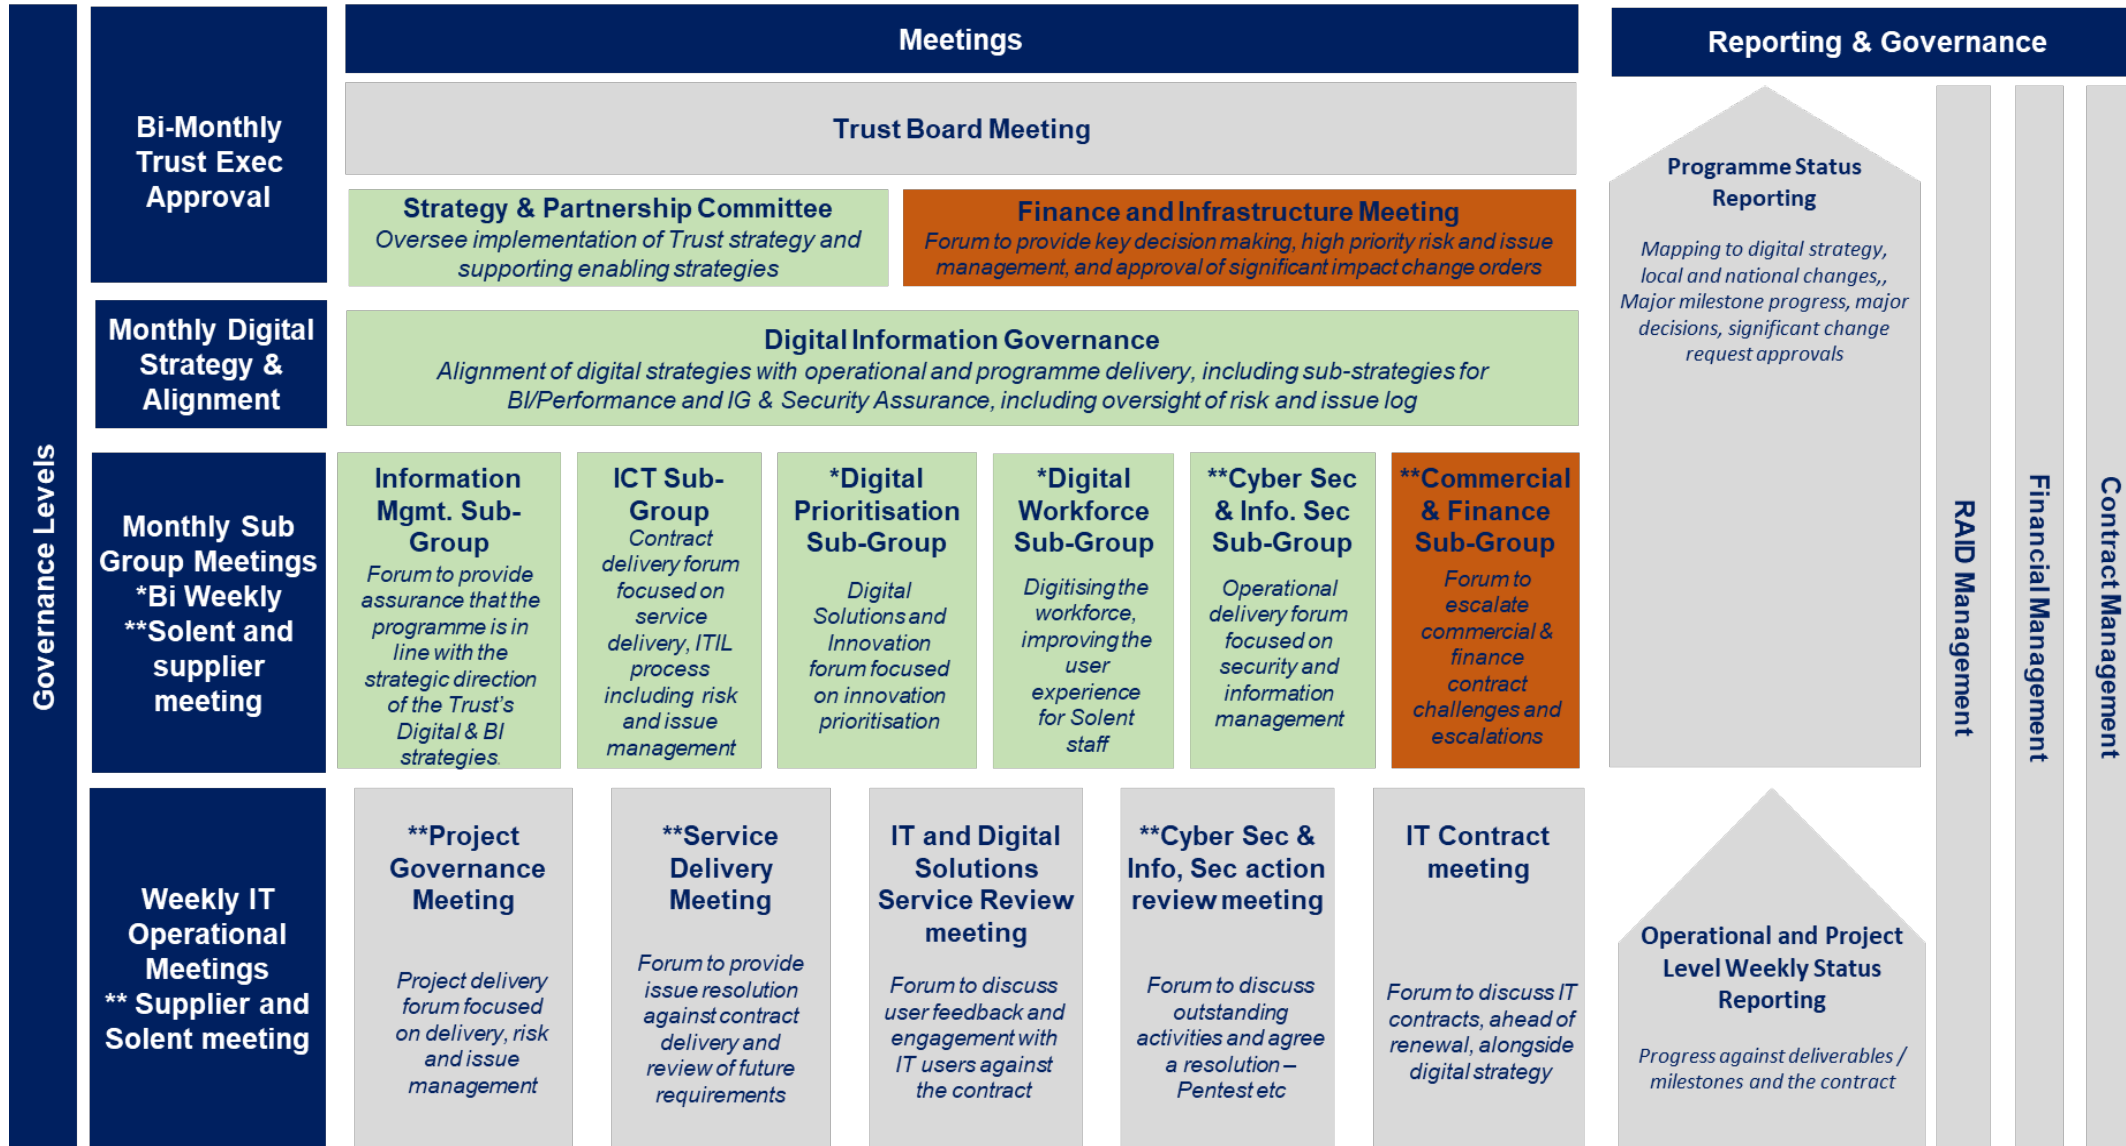 Governance Levels
Bi-Monthly
Trust Exec
Approval
Meetings
Trust Board Meeting
Strategy & Partnership Committee
Oversee implementation of Trust strategy and
supporting enabling strategies
Finance and Infrastructure Meeting
Forum to provide key decision making, high priority risk and issue
management, and approval of significant impact change orders
Monthly Digital
Strategy &
Alignment
Digital Information Governance
Alignment of digital strategies with operational and programme delivery, including sub-strategies for
BI/Performance and IG & Security Assurance, including oversight of risk and issue log
Monthly Sub
Group Meetings
*Bi Weekly
**Solent and
supplier
meeting
Information
Mgmt. Sub-
Group
Forum to provide
assurance that the
programme is in
line with the
strategic direction
of the Trust's
Digital & BI
strategies.
ICT Sub-
Group
Contract
delivery forum
focused on
service
delivery, ITIL
process
including risk
and issue
management
*Digital
Prioritisation
Sub-Group
Digital
Solutions and
Innovation
forum focused
on innovation
prioritisation
*Digital
Workforce
Sub-Group
Digitising the
workforce,
improving the
user
experience
for Solent
staff
**Cyber Sec
& Info. Sec
Sub-Group
Operational
delivery forum
focused on
security and
information
management
**Commercial
& Finance
Sub-Group
Forum to
escalate
commercial &
finance
contract
challenges and
escalations
Weekly IT
Operational
Meetings
** Supplier and
Solent meeting
**Project
Governance
Meeting
Project delivery
forum focused
on delivery, risk
and issue
management
**Service
Delivery
Meeting
Forum to provide
issue resolution
against contract
delivery and
review of future
requirements
IT and Digital
Solutions
Service Review
meeting
Forum to discuss
user feedback and
engagement with
IT users against
the contract
**Cyber Sec &
Info, Sec action
review meeting
Forum to discuss
outstanding
activities and agree
a resolution –
Pentest etc
IT Contract
meeting
Forum to discuss IT
contracts, ahead of
renewal, alongside
digital strategy
Reporting & Governance
Programme Status
Reporting
Mapping to digital strategy,
local and national changes,,
Major milestone progress, major
decisions, significant change
request approvals
Operational and Project
Level Weekly Status
Reporting
Progress against deliverables /
milestones and the contract
RAID Management
Financial Management
Contract Management